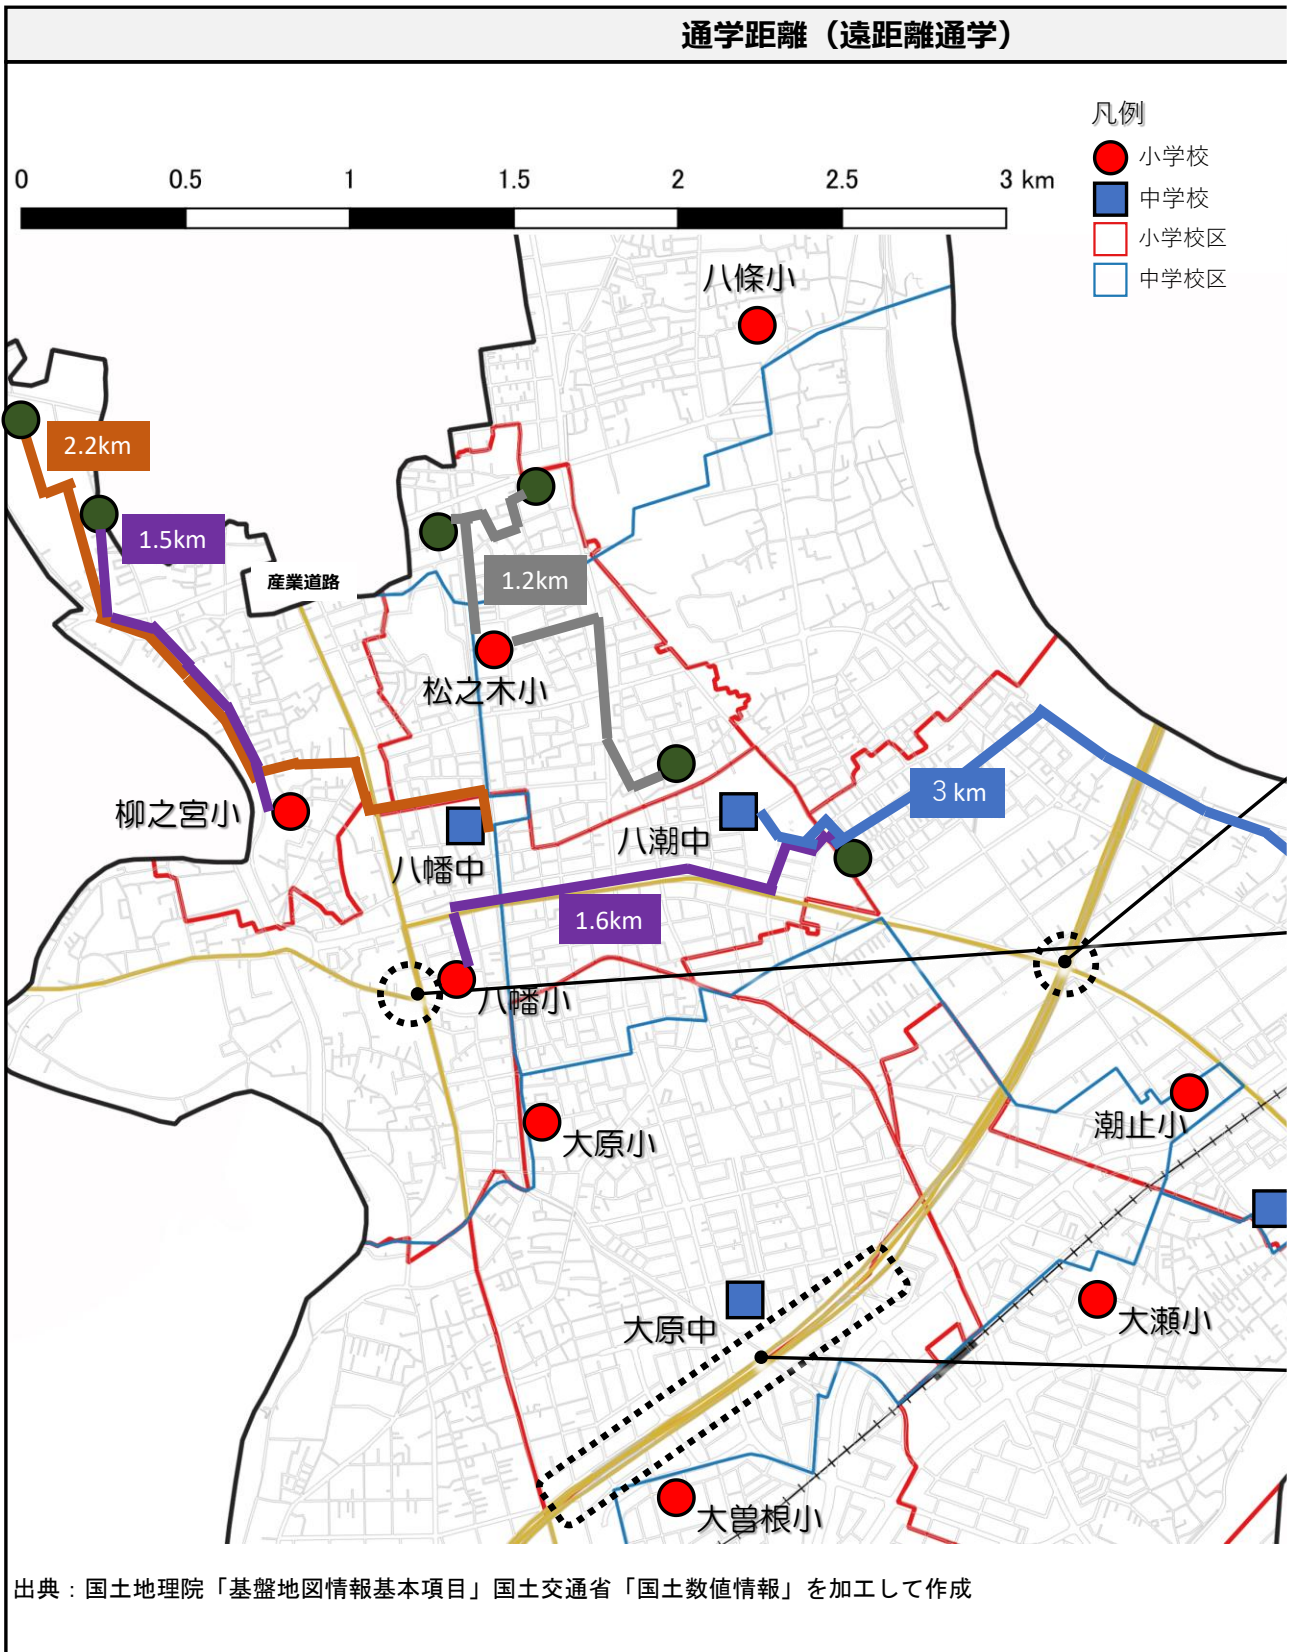 通学距離（遠距離通学）
凡例
小学校
中学校
小学校区
中学校区
0 0.5 1 1.5 2 2.5 3 km
八條小
2.2km
1.5km
産業道路
1.2km
松之木小
3 km
柳之宮小
八幡中
八潮中
1.6km
八幡小
大原小
潮止小
大原中
大瀬小
大曽根小
出典：国土地理院「基盤地図情報基本項目」国土交通省「国土数値情報」を加工して作成